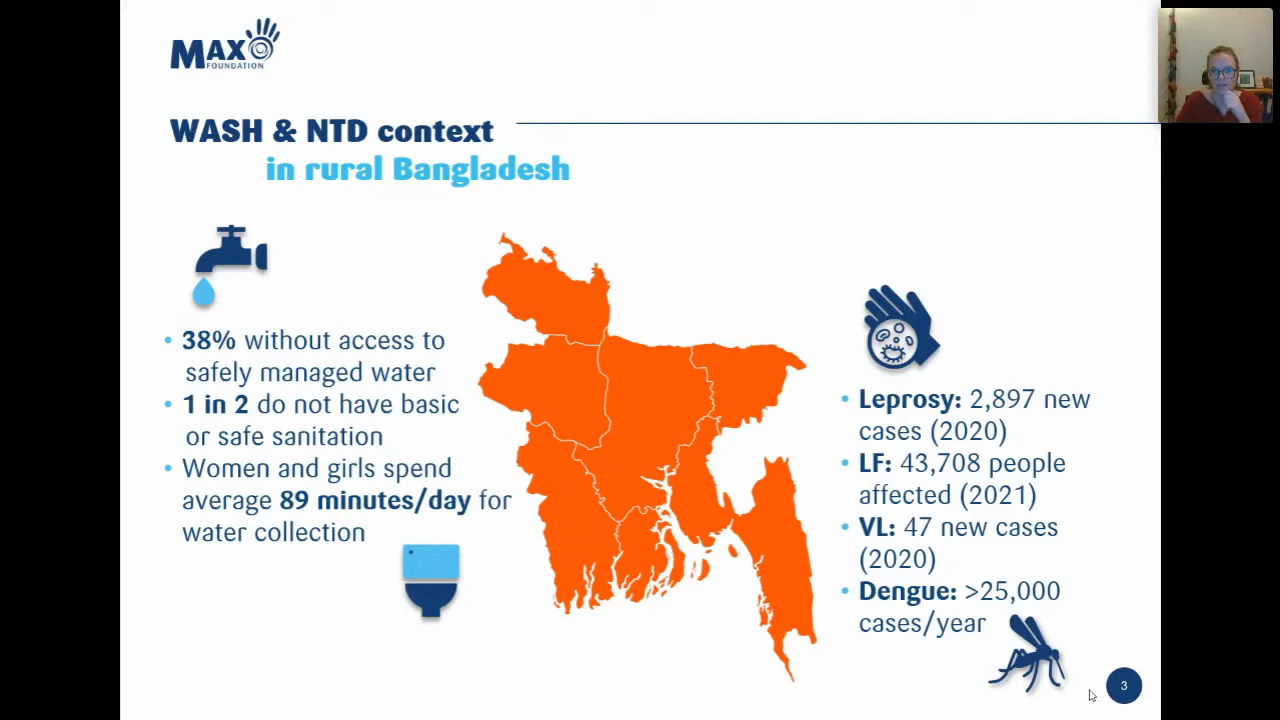 MAX
FOUNDATION
WASH & NTD context
in rural Bangladesh
• 38% without access to
safely managed water
• 1 in 2 do not have basic
or safe sanitation
• Women and girls spend
average 89 minutes/day for
water collection
• Leprosy: 2,897 new
cases (2020)
• LF: 43,708 people
affected (2021)
• VL: 47 new cases
(2020)
• Dengue: >25,000
cases/year
3